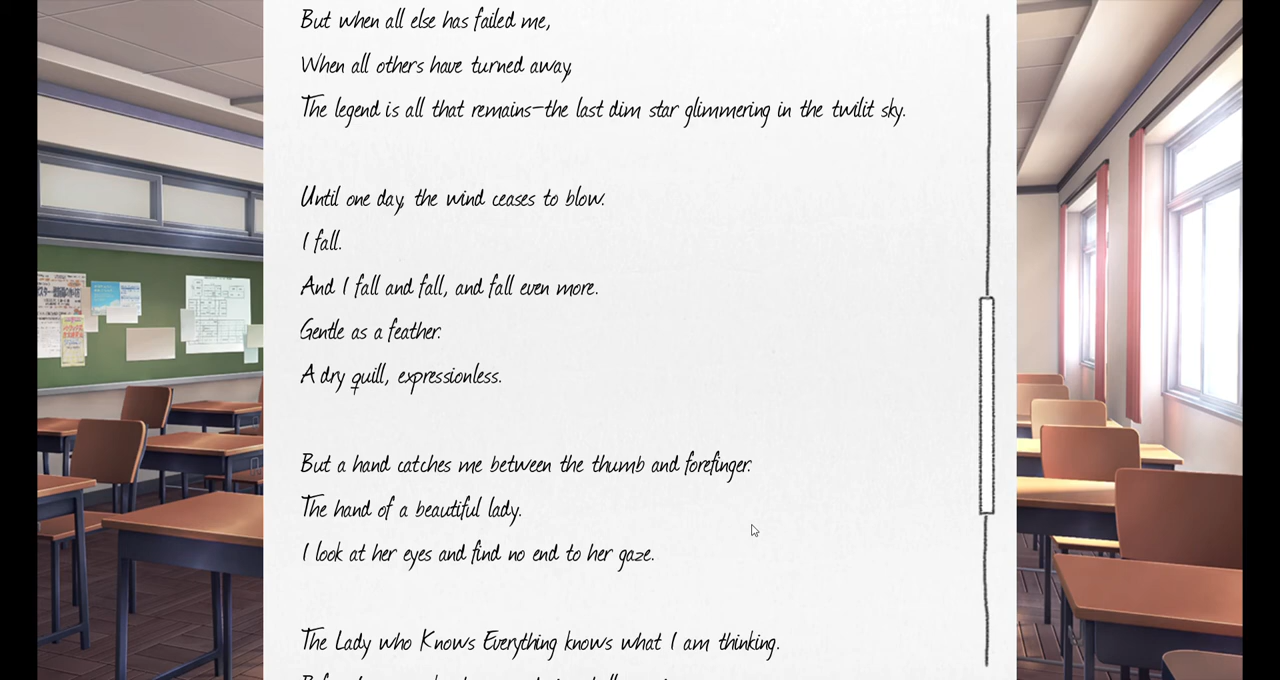 But when all else has failed me,
When all others have turned away,
The legend is all that remains—the last dim star glimmering in the twilit sky.
Until one day, the wind ceases to blow.
I fall.
And I fall and fall, and fall even more.
Gentle as a feather.
A dry quill, expressionless.
But a hand catches me between the thumb and forefinger.
The hand of a beautiful lady.
I look at her eyes and find no end to her gaze.
The Lady who Knows Everything knows what I am thinking.